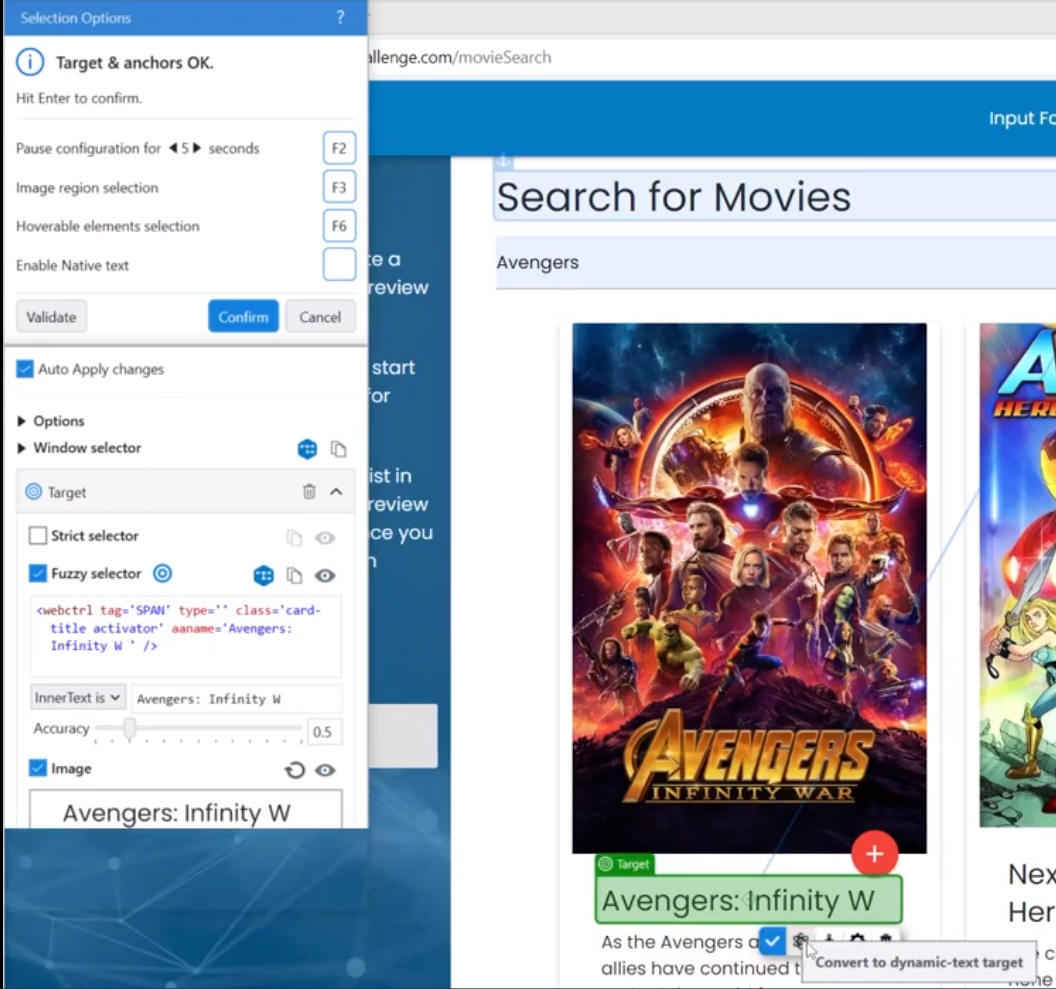 Selection Options ?
Target & anchors OK.
Hit Enter to confirm.
Pause configuration for 5 seconds F2
Image region selection F3
Hoverable elements selection F6
Enable Native text
Validate Confirm Cancel
Auto Apply changes
Options
Window selector
Target
Strict selector
Fuzzy selector
<webctrl tag='SPAN' type='' class='card-
title activator' aaname='Avengers:
Infinity W ' />
InnerText is Avengers: Infinity W
Accuracy 0.5
Image
Avengers: Infinity W
allenge.com/movieSearch
Input Fo
te a
review
start
for
ist in
review
ce you
n
Search for Movies
Avengers
AVENGERS
INFINITY WAR
A
HER
+
Target
Avengers: Infinity W
As the Avengers a
allies have continued t
Convert to dynamic-text target
Nex
Her